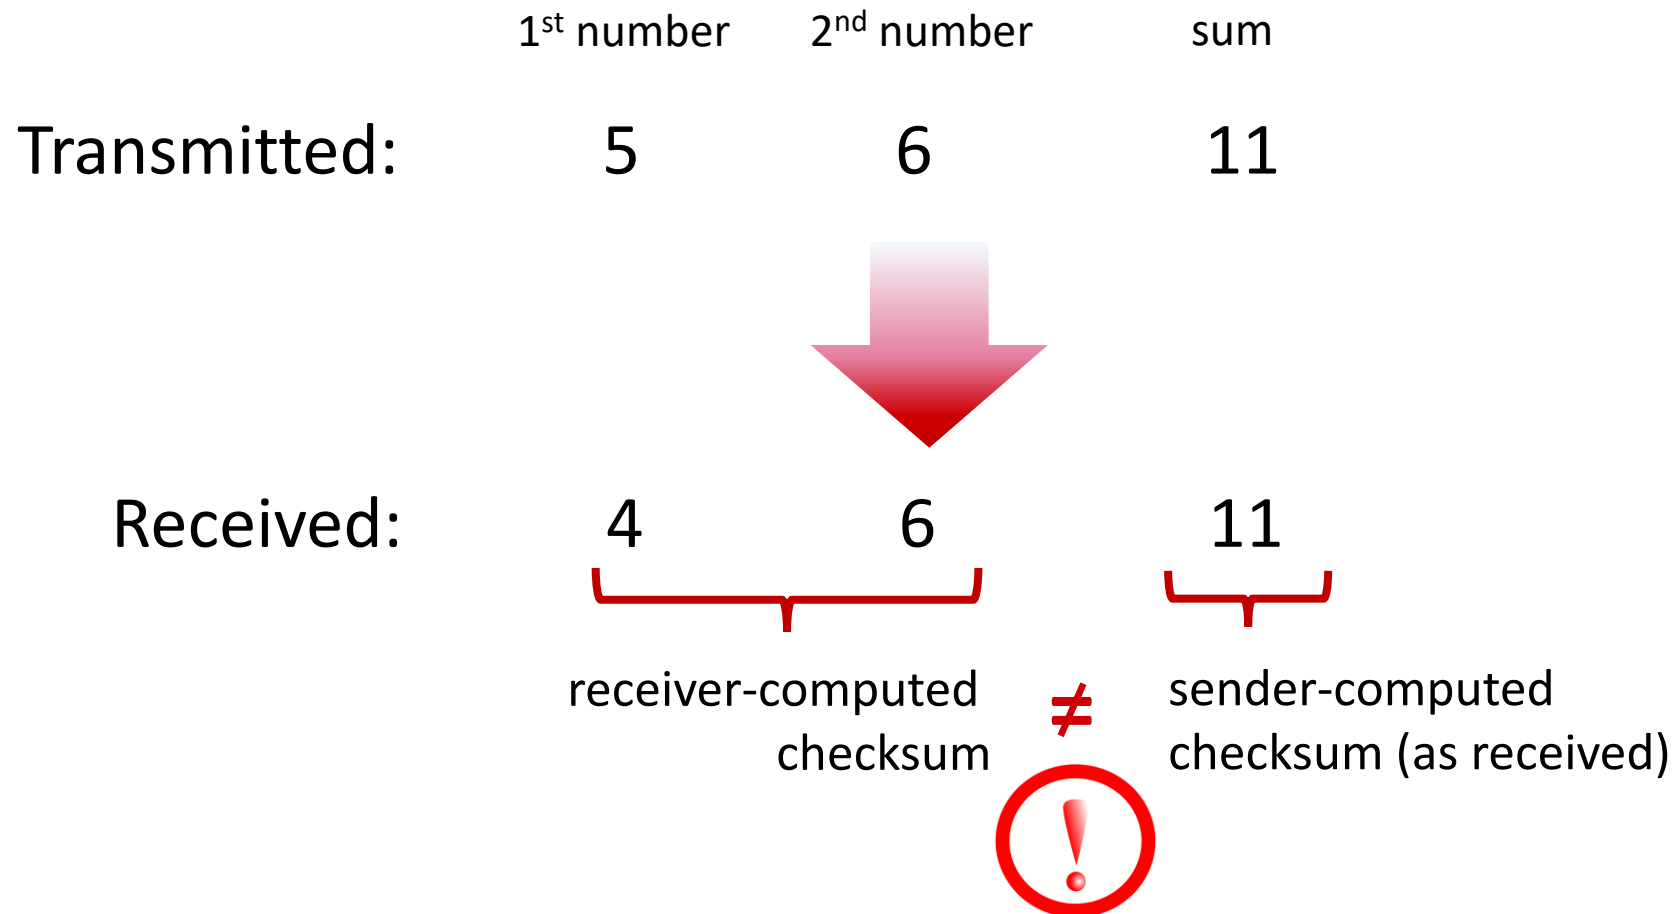 1st number 2nd number sum
Transmitted: 5 6 11
Received: 4 6 11
receiver-computed ≠ sender-computed
checksum checksum (as received)
!